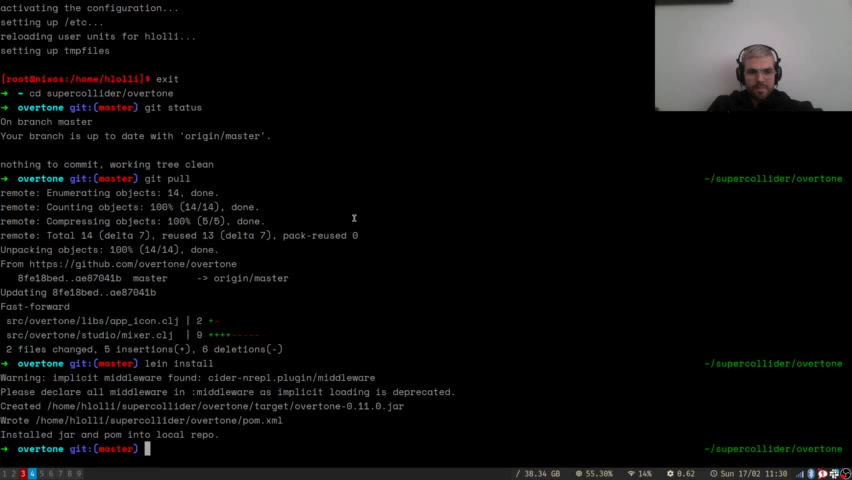 activating the configuration...
setting up /etc...
reloading user units for hlolli...
setting up tmpfiles
[root@nixos:/home/hlolli]$ exit
➜ ~ cd supercollider/overtone
➜ overtone git:(master) git status
On branch master
Your branch is up to date with 'origin/master'.
nothing to commit, working tree clean
➜ overtone git:(master) git pull ~/supercollider/overtone
remote: Enumerating objects: 14, done.
remote: Counting objects: 100% (14/14), done.
remote: Compressing objects: 100% (5/5), done.
remote: Total 14 (delta 7), reused 13 (delta 7), pack-reused 0
Unpacking objects: 100% (14/14), done.
From https://github.com/overtone/overtone
8fe18bed..ae87041b master -> origin/master
Updating 8fe18bed..ae87041b
Fast-forward
src/overtone/libs/app_icon.clj | 2 +-
src/overtone/studio/mixer.clj | 9 ++++-----
2 files changed, 5 insertions(+), 6 deletions(-)
➜ overtone git:(master) lein install ~/supercollider/overtone
Warning: implicit middleware found: cider-nrepl.plugin/middleware
Please declare all middleware in :middleware as implicit loading is deprecated.
Created /home/hlolli/supercollider/overtone/target/overtone-0.11.0.jar
Wrote /home/hlolli/supercollider/overtone/pom.xml
Installed jar and pom into local repo.
➜ overtone git:(master) ~/supercollider/overtone
1 2 3 4 5 6 7 8 9 / 38.34 GB 55.30% 14% 0.62 Sun 17/02 11:30